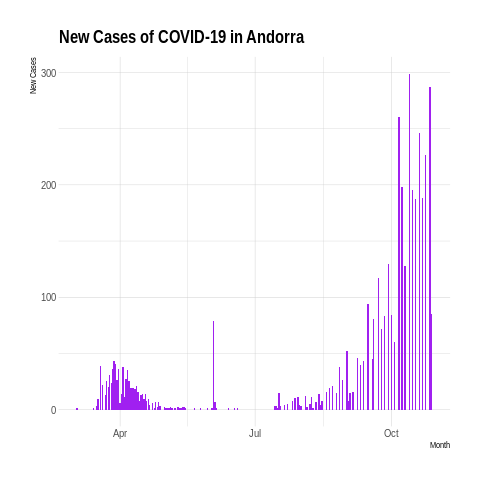 New Cases of COVID-19 in Andorra
New Cases
300
200
100
0
Apr
Jul
Oct
Month